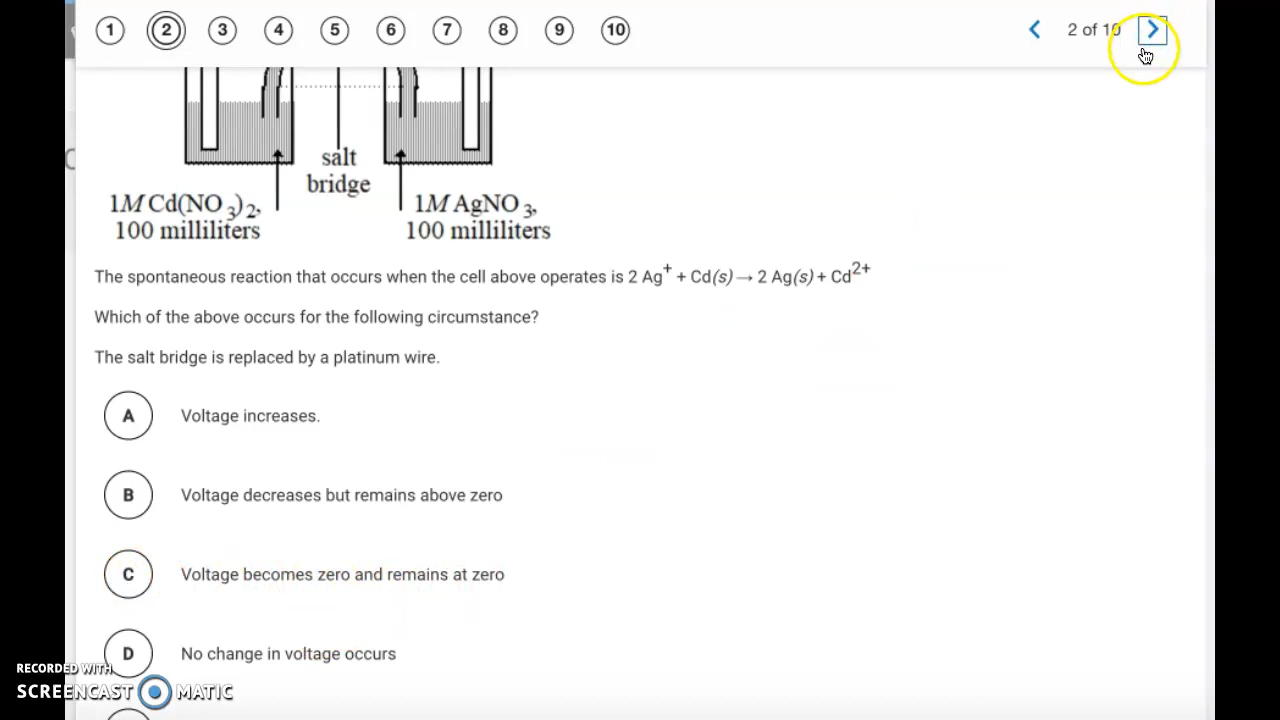 1 2 3 4 5 6 7 8 9 10
2 of 10
salt
bridge
1M Cd(NO3)2, 1M AgNO3,
100 milliliters 100 milliliters
The spontaneous reaction that occurs when the cell above operates is 2 Ag⁺ + Cd(s) → 2 Ag(s) + Cd²⁺
Which of the above occurs for the following circumstance?
The salt bridge is replaced by a platinum wire.
A Voltage increases.
B Voltage decreases but remains above zero
C Voltage becomes zero and remains at zero
D No change in voltage occurs
RECORDED WITH
SCREENCAST MATIC